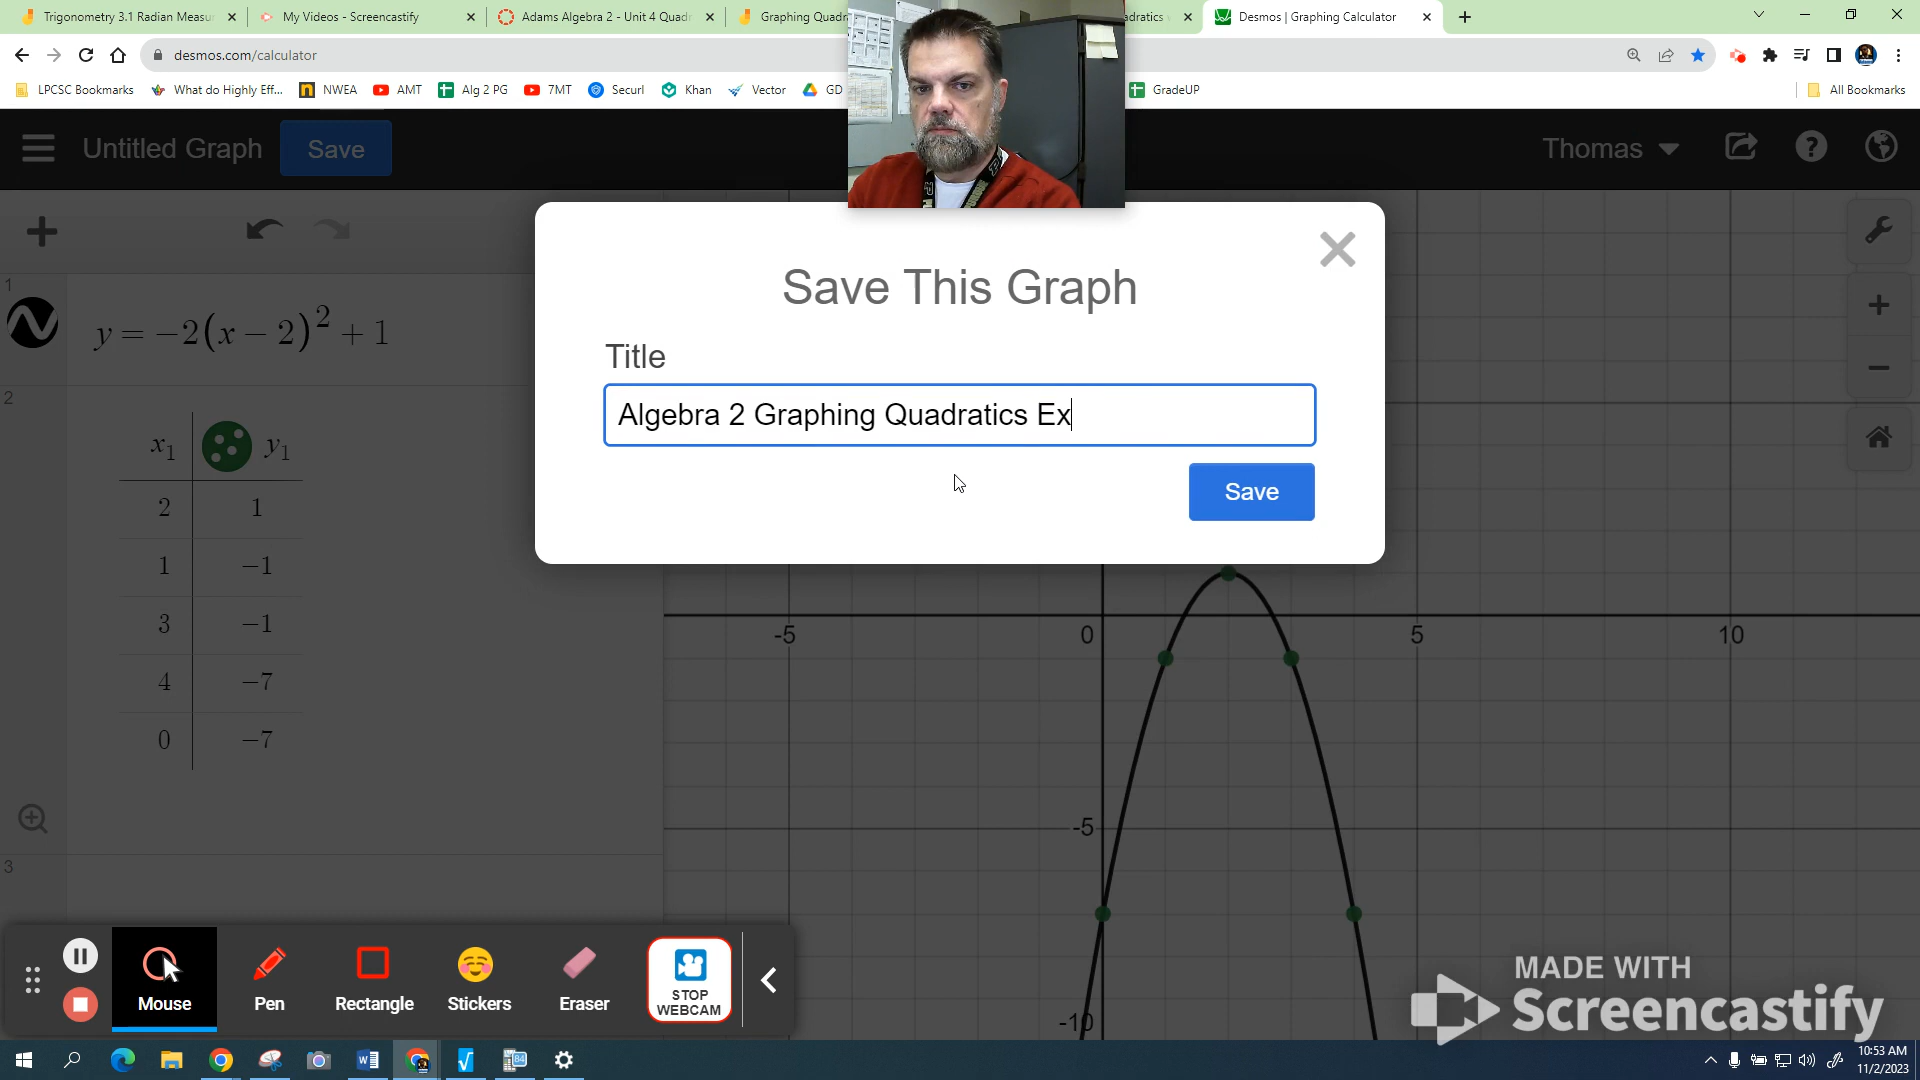 Trigonometry 3.1 Radian Measu
My Videos - Screencastify
Adams Algebra 2 - Unit 4 Quadr
Graphing Quadr
adratics
Desmos | Graphing Calculator
desmos.com/calculator
LPCSC Bookmarks
What do Highly Eff...
NWEA
AMT
Alg 2 PG
7MT
Securl
Khan
Vector
GD
GradeUP
All Bookmarks
Untitled Graph
Save
Thomas
Save This Graph
Title
Algebra 2 Graphing Quadratics Ex
Save
1
y = −2(x − 2)² + 1
2
x₁ y₁
2 1
1 −1
3 −1
4 −7
0 −7
3
-5 0 5 10
-5
-10
Mouse
Pen
Rectangle
Stickers
Eraser
STOP
WEBCAM
MADE WITH
Screencastify
10:53 AM
11/2/2023